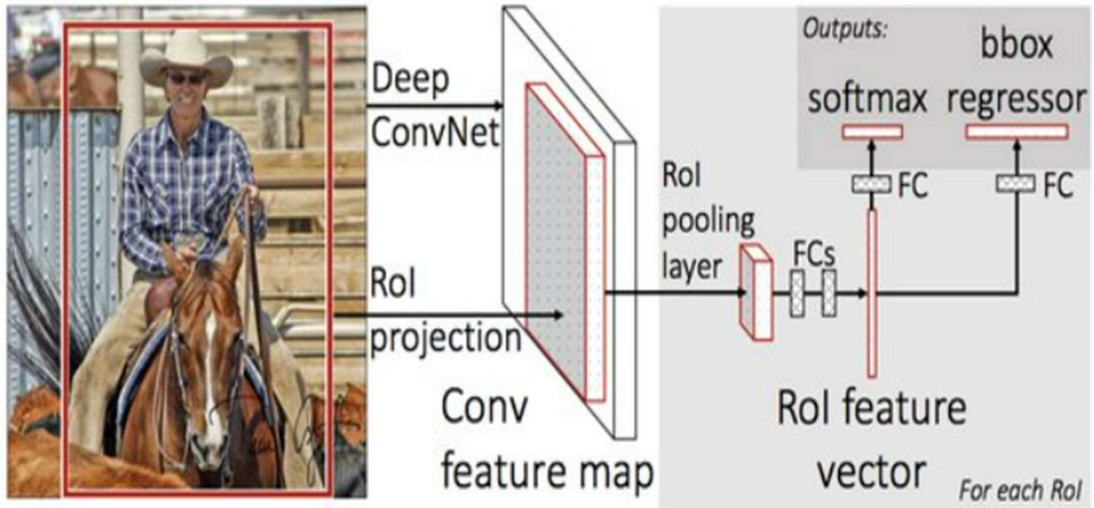 Deep
ConvNet
RoI
projection
Conv
feature map
RoI
pooling
layer
FCs
RoI feature
vector
For each RoI
Outputs:
softmax
bbox
regressor
FC
FC